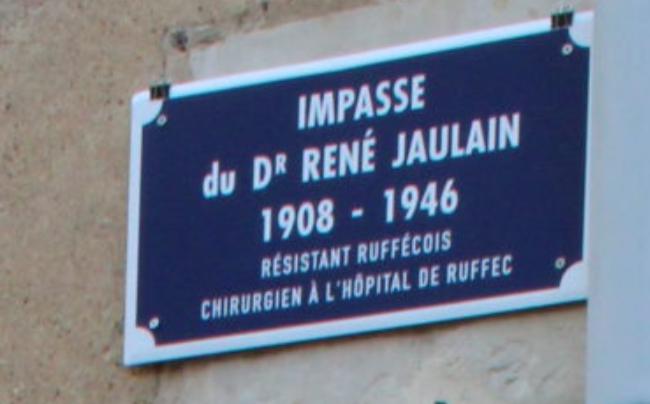 IMPASSE
du Dᴿ RENÉ JAULAIN
1908 - 1946
RÉSISTANT RUFFÉCOIS
CHIRURGIEN À L'HÔPITAL DE RUFFEC